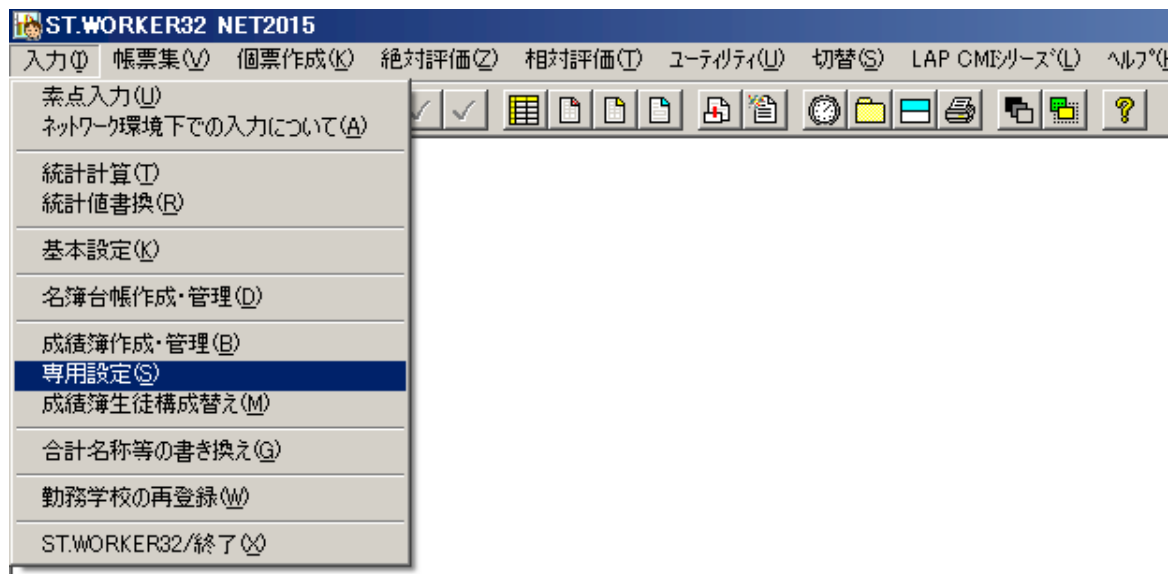 ST.WORKER32 NET2015
入力(I) 帳票集(V) 個票作成(K) 絶対評価(Z) 相対評価(T) ユーティリティ(U) 切替(S) LAP CMIシリーズ(L) ヘルプ(H
素点入力(U)
ネットワーク環境下での入力について(A)
統計計算(T)
統計値書換(R)
基本設定(K)
名簿台帳作成・管理(D)
成績簿作成・管理(B)
専用設定(S)
成績簿生徒構成替え(M)
合計名称等の書き換え(G)
勤務学校の再登録(W)
ST.WORKER32/終了(X)